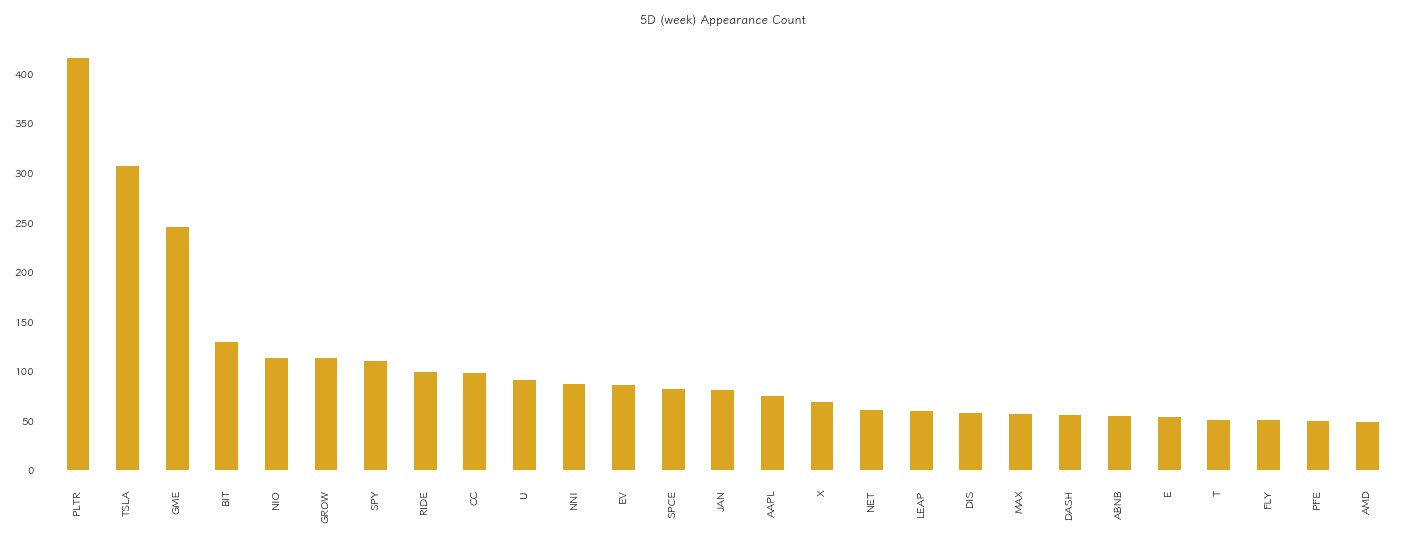 5D (week) Appearance Count
400
350
300
250
200
150
100
50
0
PLTR
TSLA
GME
BIT
NIO
GROW
SPY
RIDE
CC
U
NNI
EV
SPCE
JAN
AAPL
X
NET
LEAP
DIS
MAX
DASH
ABNB
E
T
FLY
PFE
AMD